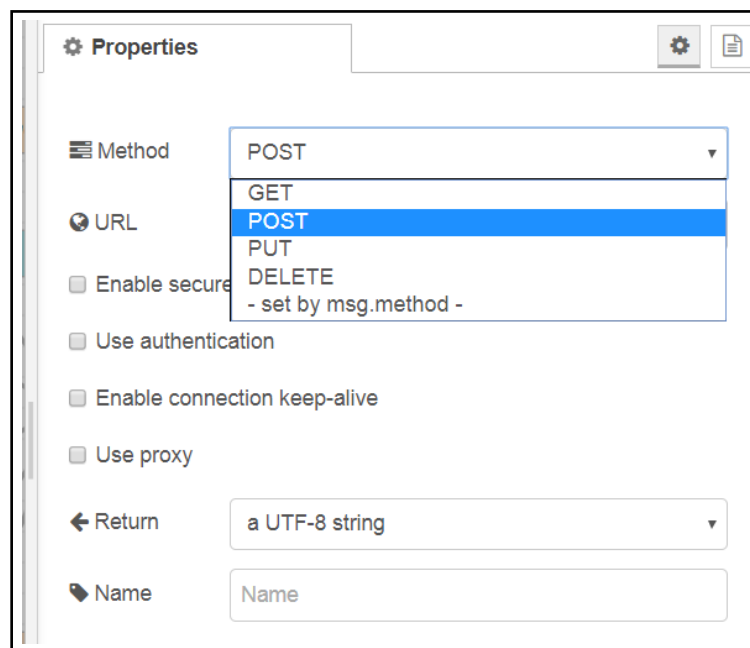 Properties
Method POST
GET
URL POST
PUT
DELETE
Enable secure
- set by msg.method -
Use authentication
Enable connection keep-alive
Use proxy
Return a UTF-8 string
Name Name